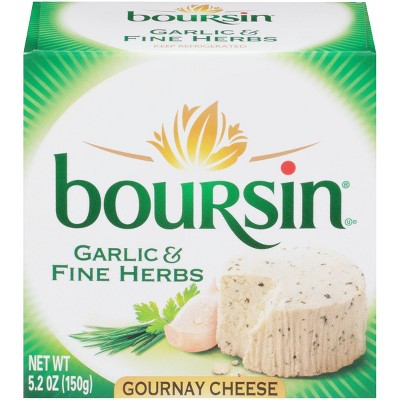 boursin
GARLIC &
FINE HERBS
KEEP REFRIGERATED
boursin®
GARLIC &
FINE HERBS
NET WT
5.2 OZ (150g)
GOURNAY CHEESE